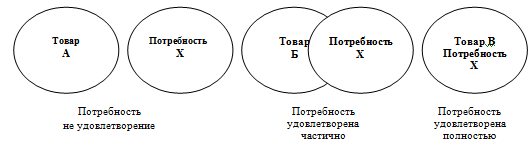 Товар
А
Потребность
Х
Товар
Б
Потребность
Х
Товар В
Потребность
Х
Потребность
не удовлетворение
Потребность
удовлетворена
частично
Потребность
удовлетворена
полностью